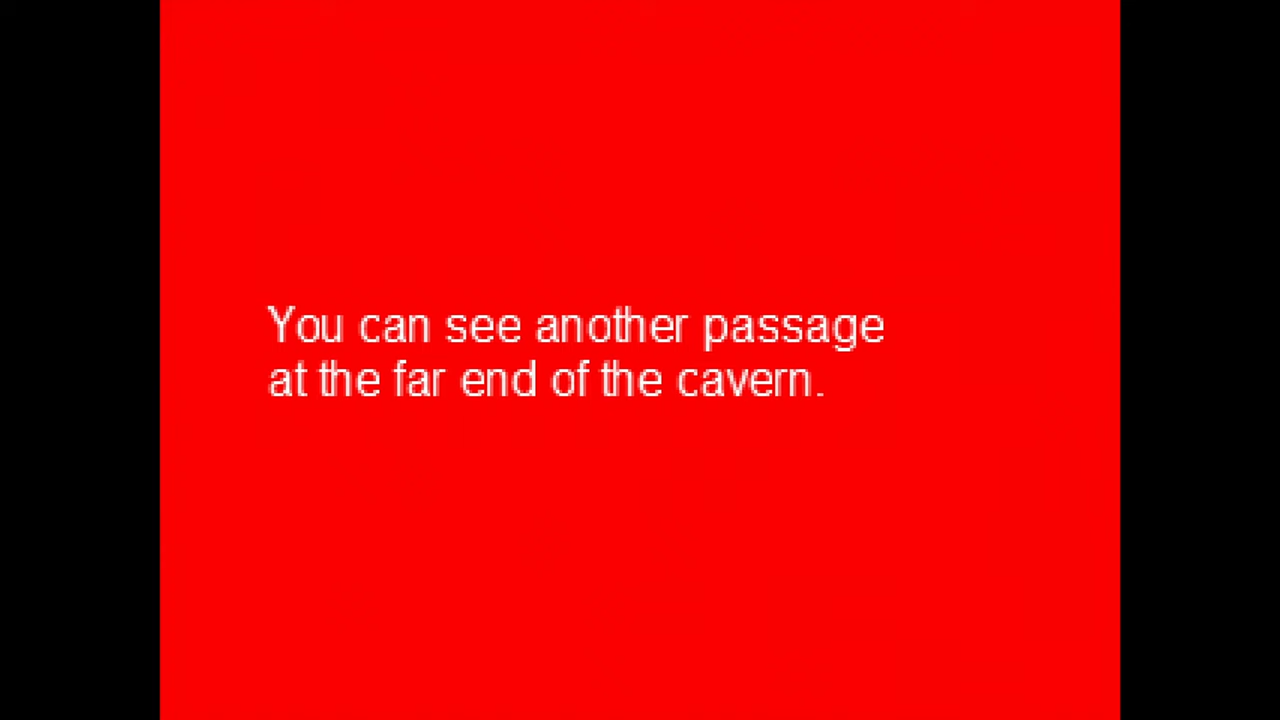 You can see another passage
at the far end of the cavern.